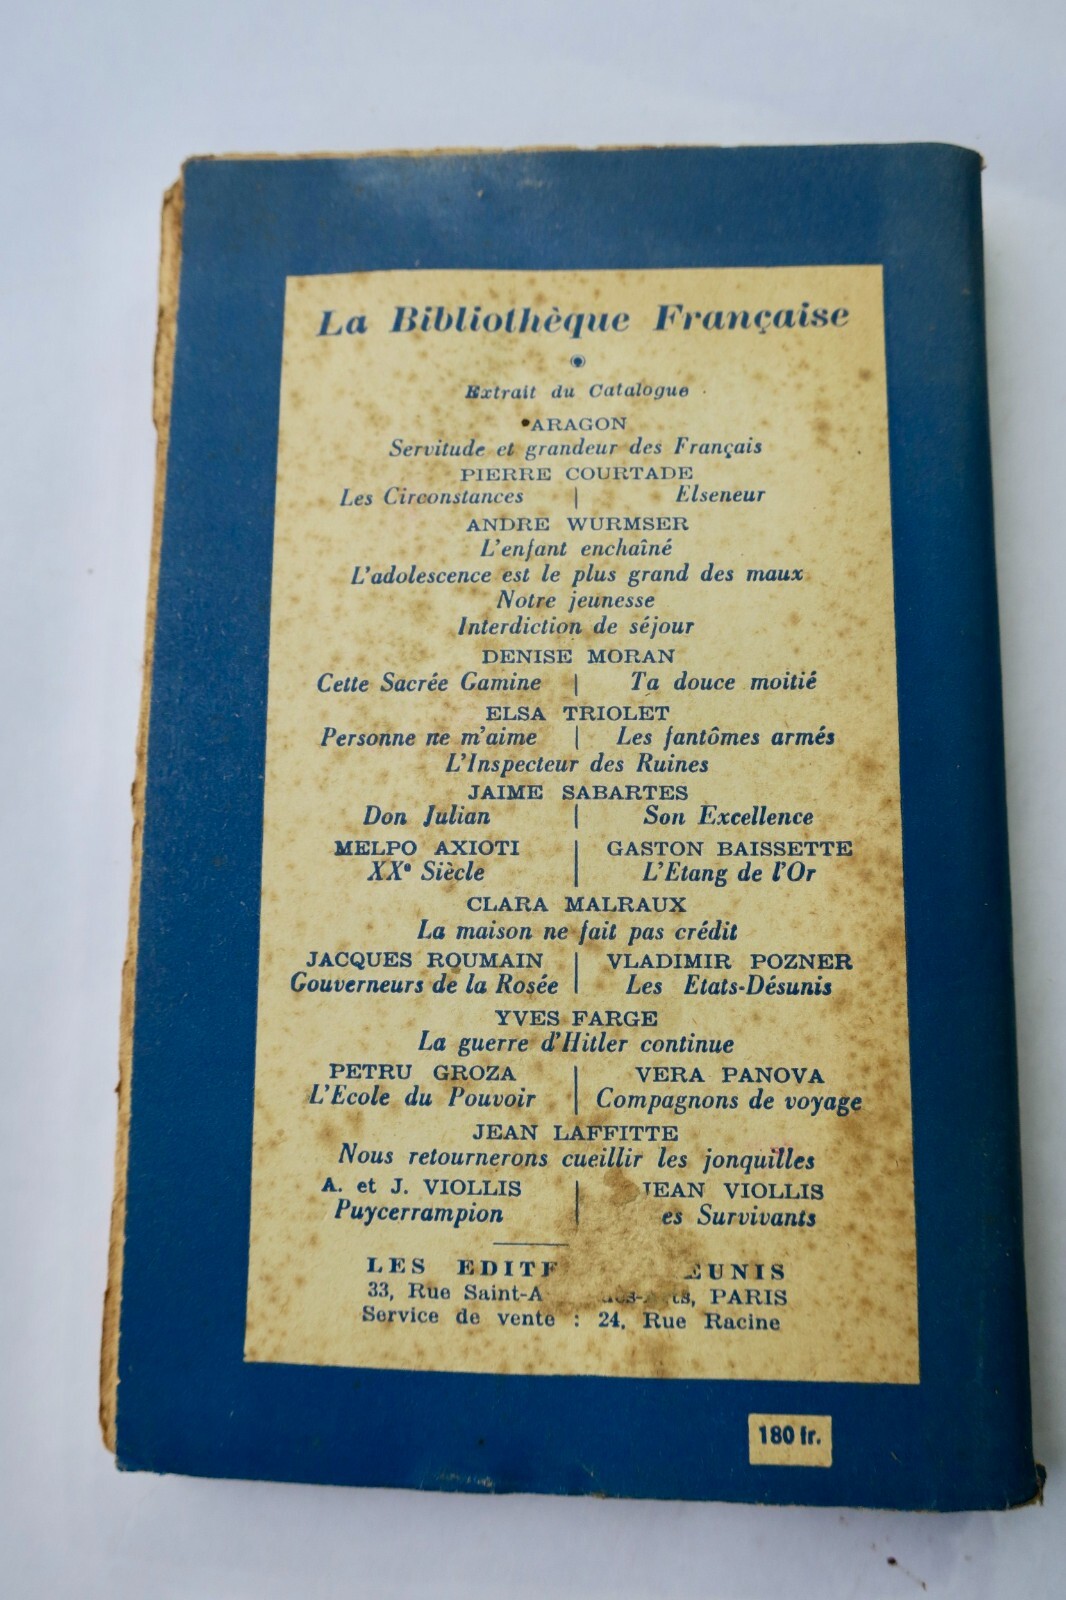 La Bibliothèque Française
Extrait du Catalogue
ARAGON
Servitude et grandeur des Français
PIERRE COURTADE
Les Circonstances | Elseneur
ANDRE WURMSER
L'enfant enchaîné
L'adolescence est le plus grand des maux
Notre jeunesse
Interdiction de séjour
DENISE MORAN
Cette Sacrée Gamine | Ta douce moitié
ELSA TRIOLET
Personne ne m'aime | Les fantômes armés
L'Inspecteur des Ruines
JAIME SABARTES
Don Julian | Son Excellence
MELPO AXIOTI | GASTON BAISSETTE
XXe Siècle | L'Etang de l'Or
CLARA MALRAUX
La maison ne fait pas crédit
JACQUES ROUMAIN | VLADIMIR POZNER
Gouverneurs de la Rosée | Les Etats-Désunis
YVES FARGE
La guerre d'Hitler continue
PETRU GROZA | VERA PANOVA
L'Ecole du Pouvoir | Compagnons de voyage
JEAN LAFFITTE
Nous retournerons cueillir les jonquilles
A. et J. VIOLLIS | JEAN VIOLLIS
Puycerrampion | es Survivants
LES
33, Rue PARIS
Service de vente : 24, Rue Racine
180 fr.